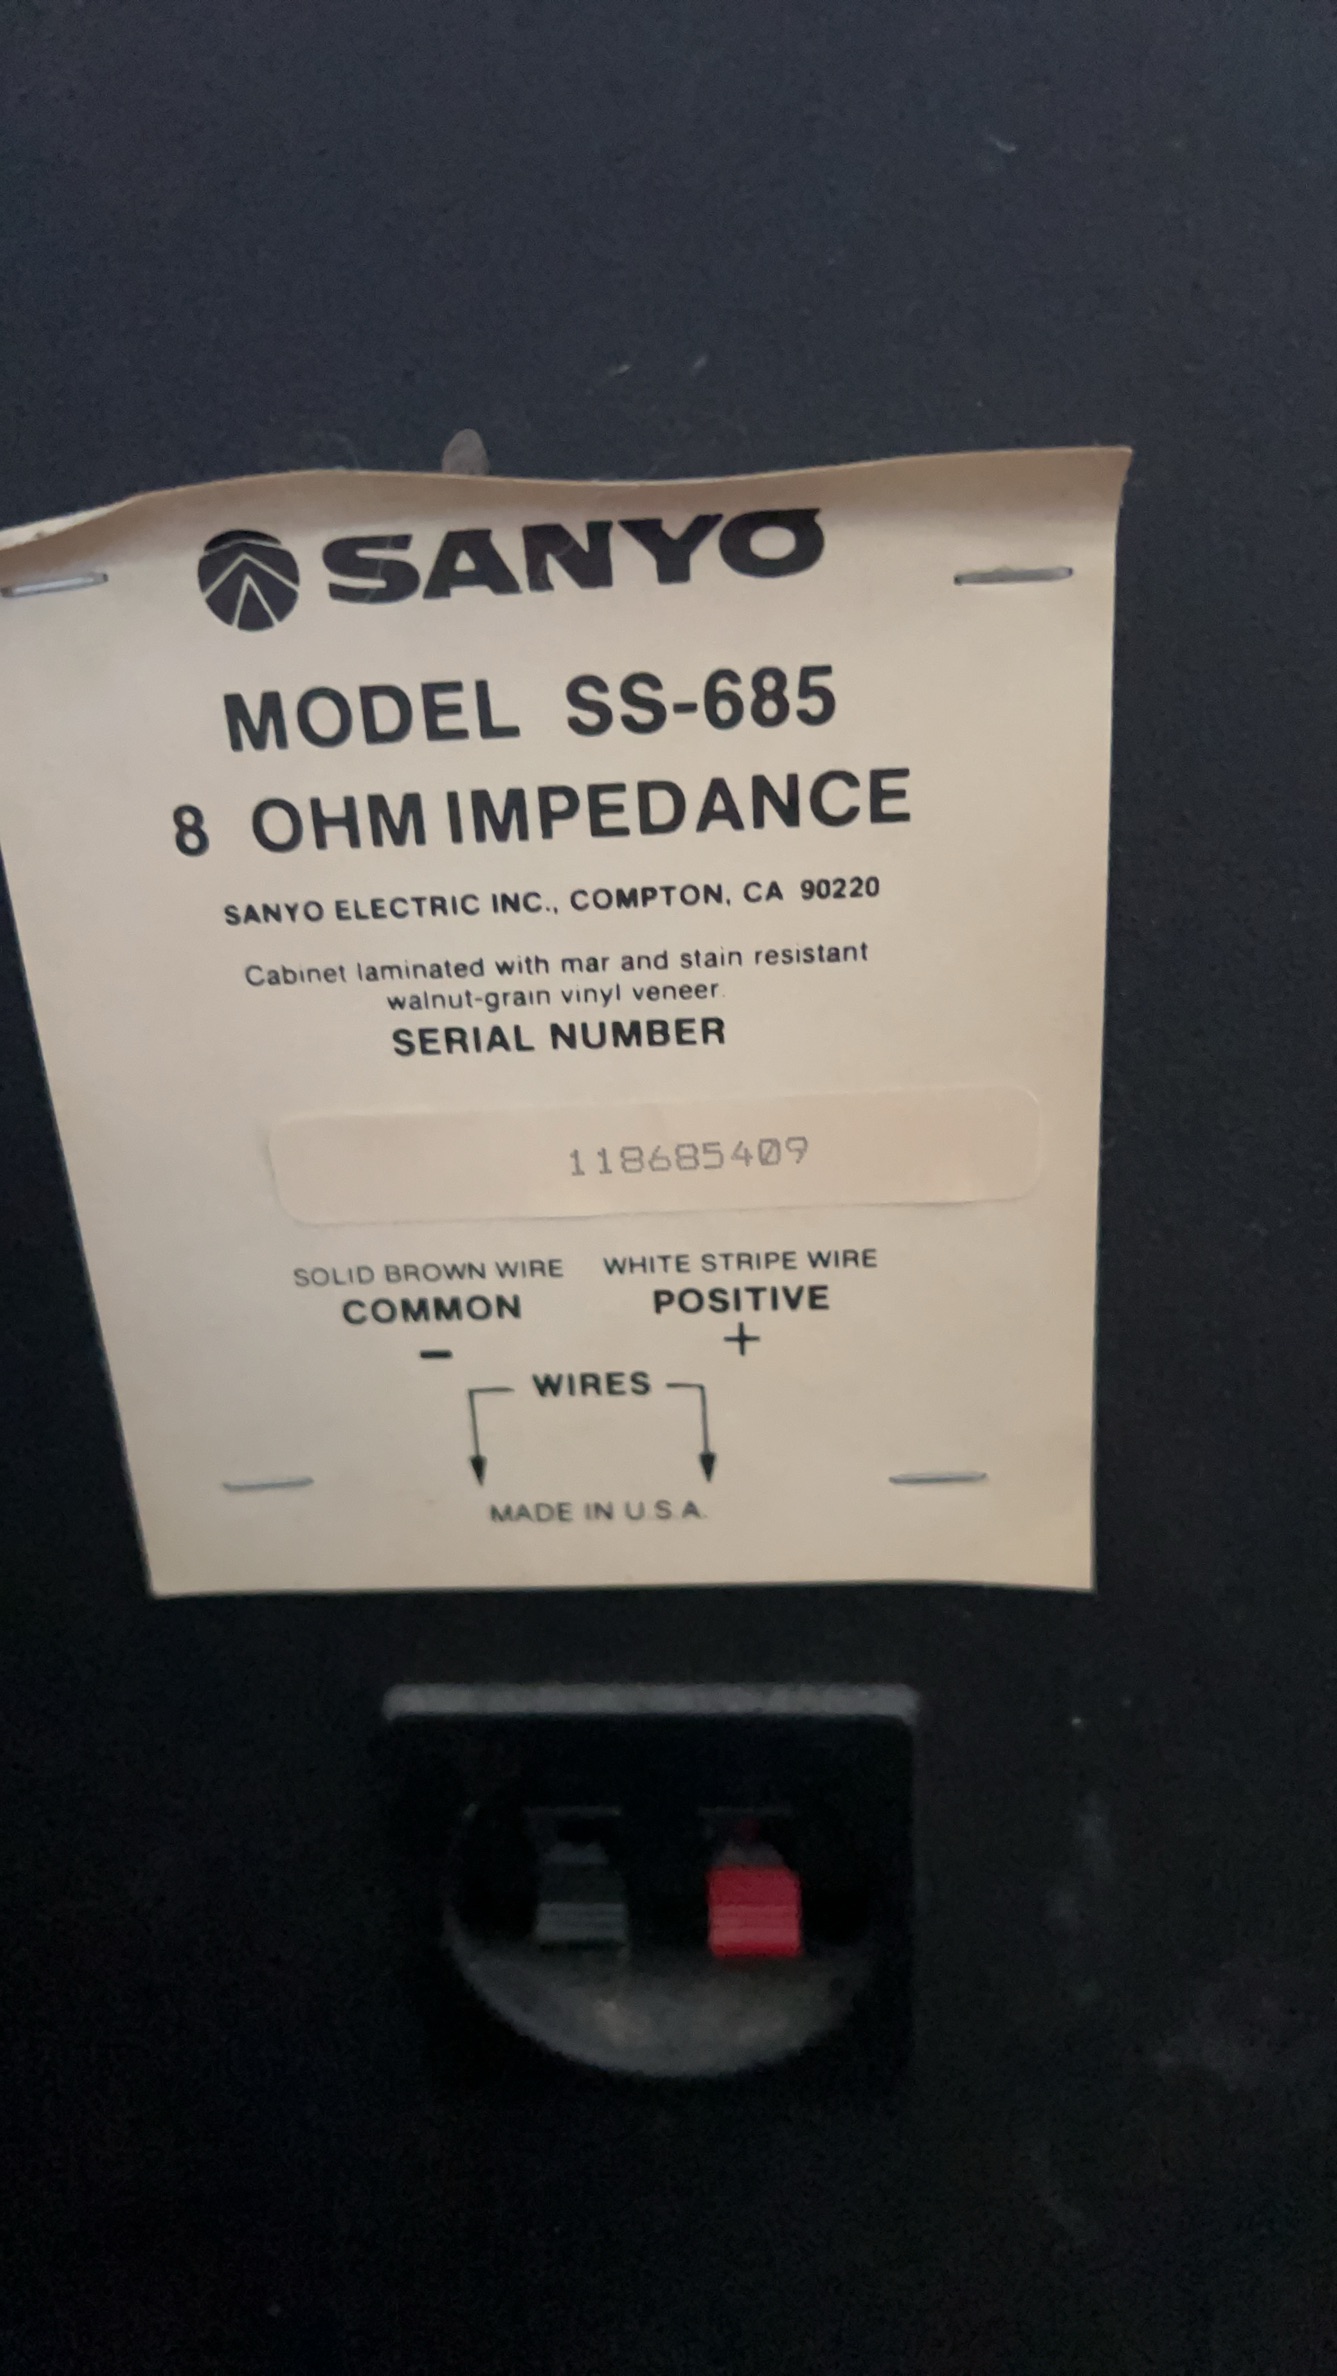 SANYO
MODEL SS-685
8 OHM IMPEDANCE
SANYO ELECTRIC INC., COMPTON, CA 90220
Cabinet laminated with mar and stain resistant
walnut-grain vinyl veneer.
SERIAL NUMBER
118685409
SOLID BROWN WIRE WHITE STRIPE WIRE
COMMON POSITIVE
- +
WIRES
MADE IN U.S.A.